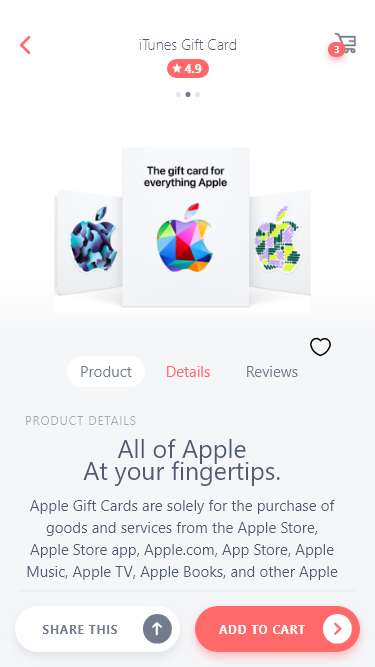 iTunes Gift Card
3
★ 4.9
The gift card for
everything Apple
Product
Details
Reviews
PRODUCT DETAILS
All of Apple
At your fingertips.
Apple Gift Cards are solely for the purchase of
goods and services from the Apple Store,
Apple Store app, Apple.com, App Store, Apple
Music, Apple TV, Apple Books, and other Apple
SHARE THIS
ADD TO CART